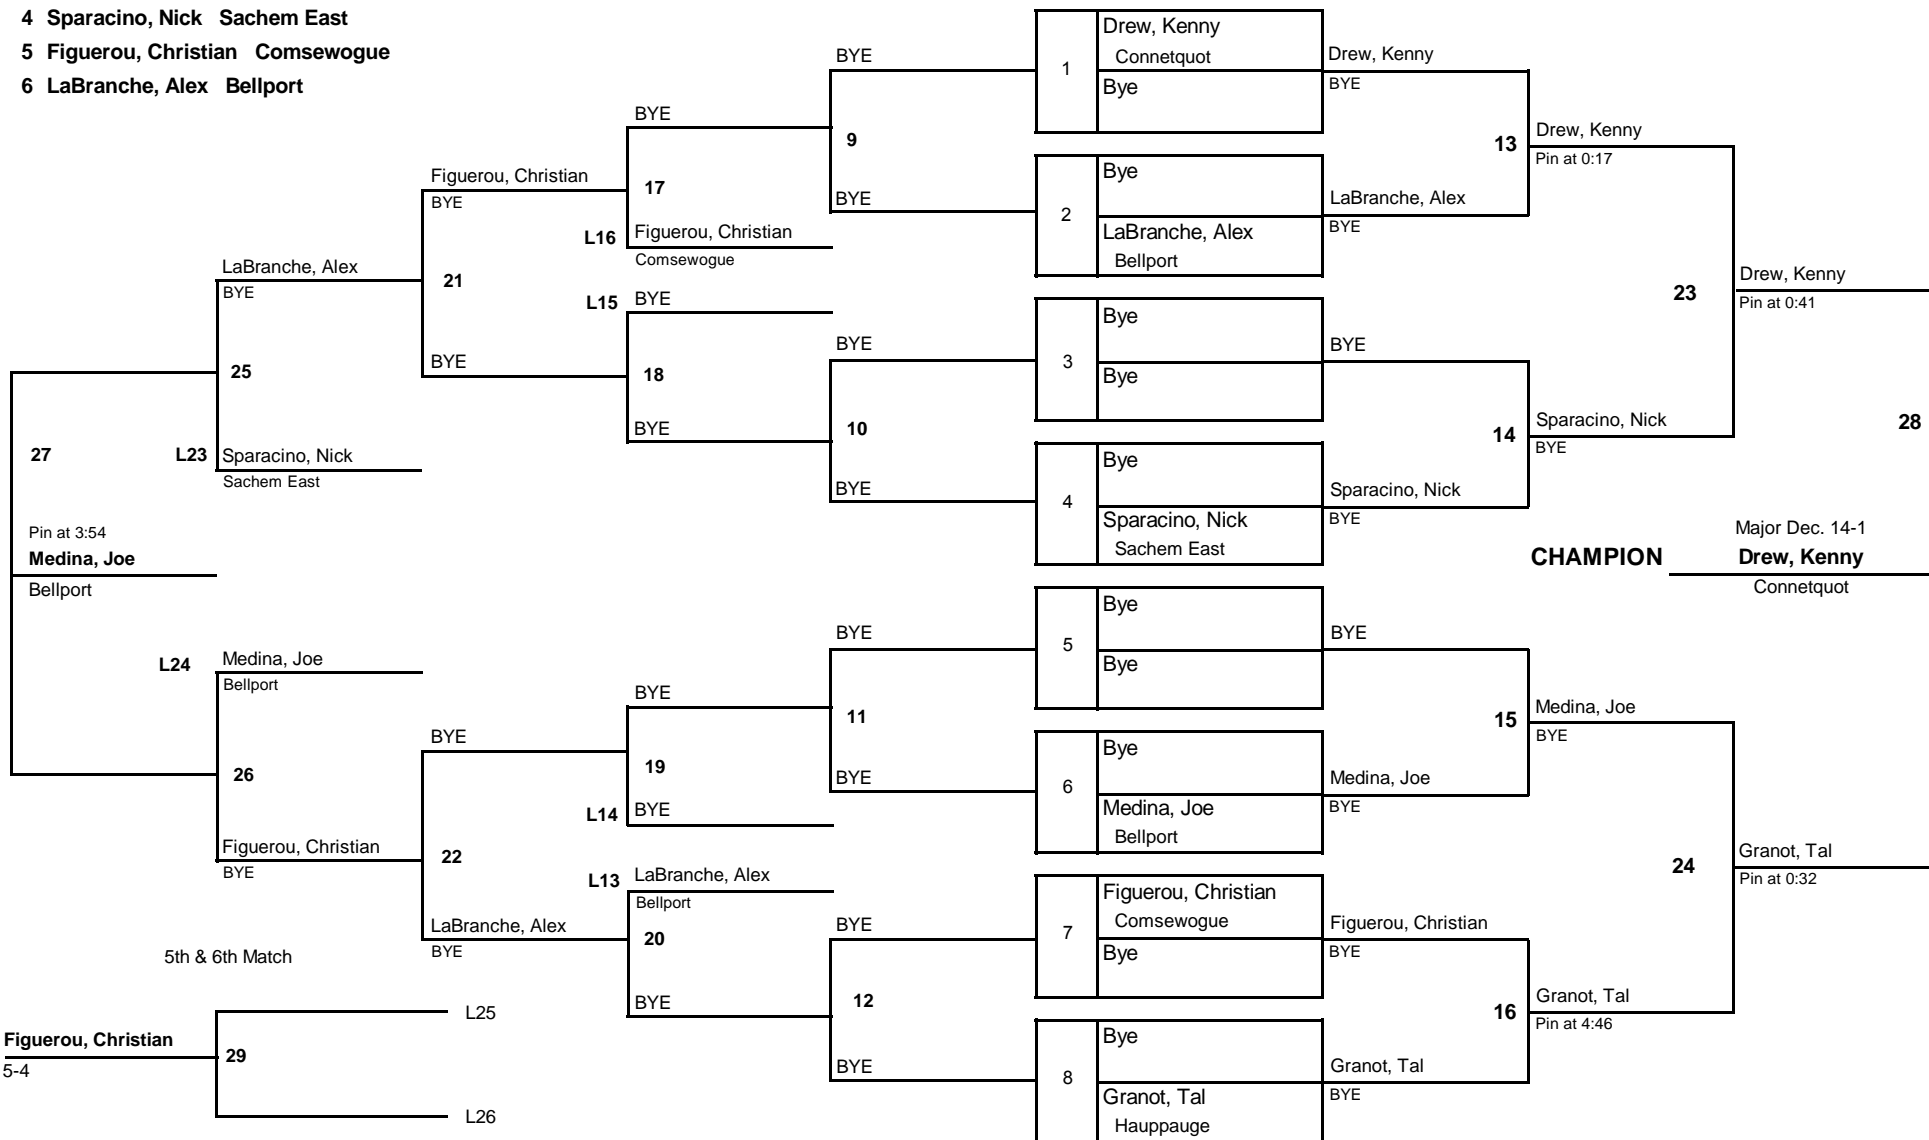 4 Sparacino, Nick Sachem East
5 Figuerou, Christian Comsewogue
6 LaBranche, Alex Bellport
27
Pin at 3:54
Medina, Joe
Bellport
LaBranche, Alex
BYE
25
L23 Sparacino, Nick
Sachem East
L24 Medina, Joe
Bellport
26
Figuerou, Christian
BYE
5th & 6th Match
L25
Figuerou, Christian
29
5-4
L26
Figuerou, Christian
BYE
21
BYE
BYE
22
LaBranche, Alex
BYE
BYE
17
L16 Figuerou, Christian
Comsewogue
L15 BYE
18
BYE
BYE
19
L14 BYE
L13 LaBranche, Alex
Bellport
20
BYE
BYE
9
BYE
BYE
10
BYE
BYE
11
BYE
BYE
12
BYE
Drew, Kenny
1
Connetquot
Bye
Bye
2
LaBranche, Alex
Bellport
Bye
3
Bye
Bye
4
Sparacino, Nick
Sachem East
Bye
5
Bye
Bye
6
Medina, Joe
Bellport
Figuerou, Christian
7
Comsewogue
Bye
Bye
8
Granot, Tal
Hauppauge
Drew, Kenny
BYE
13
LaBranche, Alex
BYE
BYE
14
Sparacino, Nick
BYE
BYE
15
Medina, Joe
BYE
Figuerou, Christian
BYE
16
Granot, Tal
BYE
Drew, Kenny
Pin at 0:17
23
Sparacino, Nick
BYE
Medina, Joe
BYE
24
Granot, Tal
Pin at 4:46
Drew, Kenny
Pin at 0:41
28
Major Dec. 14-1
CHAMPION Drew, Kenny
Connetquot
Granot, Tal
Pin at 0:32